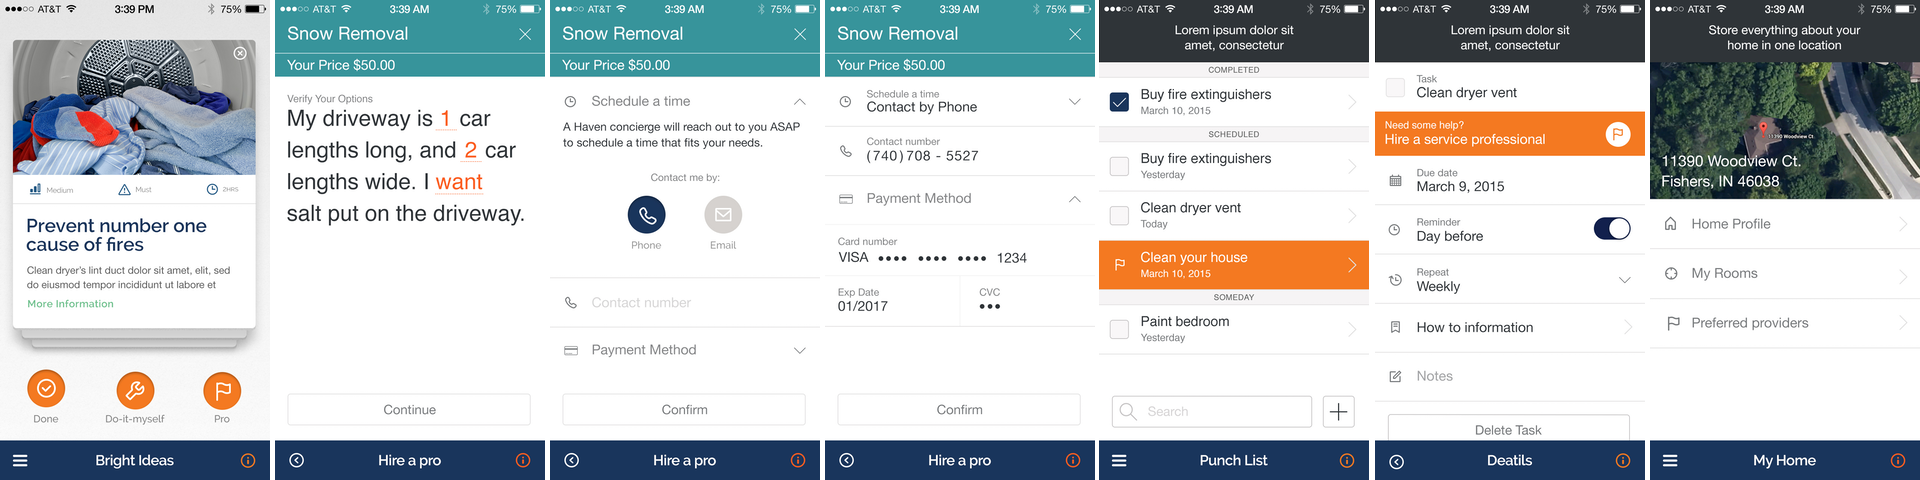 AT&T 3:39 PM 75%
Medium Must 2HRS
Prevent number one
cause of fires
Clean dryer's lint duct dolor sit amet, elit, sed
do eiusmod tempor incididunt ut labore et
More Information
Done Do-it-myself Pro
Bright Ideas
AT&T 3:39 AM 75%
Snow Removal
Your Price $50.00
Verify Your Options
My driveway is 1 car
lengths long, and 2 car
lengths wide. I want
salt put on the driveway.
Continue
Hire a pro
AT&T 3:39 AM 75%
Snow Removal
Your Price $50.00
Schedule a time
A Haven concierge will reach out to you ASAP
to schedule a time that fits your needs.
Contact me by:
Phone Email
Contact number
Payment Method
Confirm
Hire a pro
AT&T 3:39 AM 75%
Snow Removal
Your Price $50.00
Schedule a time
Contact by Phone
Contact number
(740) 708 - 5527
Payment Method
Card number
VISA •••• •••• •••• 1234
Exp Date CVC
01/2017 •••
Confirm
Hire a pro
AT&T 3:39 AM 75%
Lorem ipsum dolor sit
amet, consectetur
COMPLETED
Buy fire extinguishers
March 10, 2015
SCHEDULED
Buy fire extinguishers
Yesterday
Clean dryer vent
Today
Clean your house
March 10, 2015
SOMEDAY
Paint bedroom
Yesterday
Search
Punch List
AT&T 3:39 AM 75%
Lorem ipsum dolor sit
amet, consectetur
Task
Clean dryer vent
Need some help?
Hire a service professional
Due date
March 9, 2015
Reminder
Day before
Repeat
Weekly
How to information
Notes
Delete Task
Deatils
AT&T 3:39 AM 75%
Store everything about your
home in one location
11390 Woodview Ct.
11390 Woodview Ct.
Fishers, IN 46038
Home Profile
My Rooms
Preferred providers
My Home